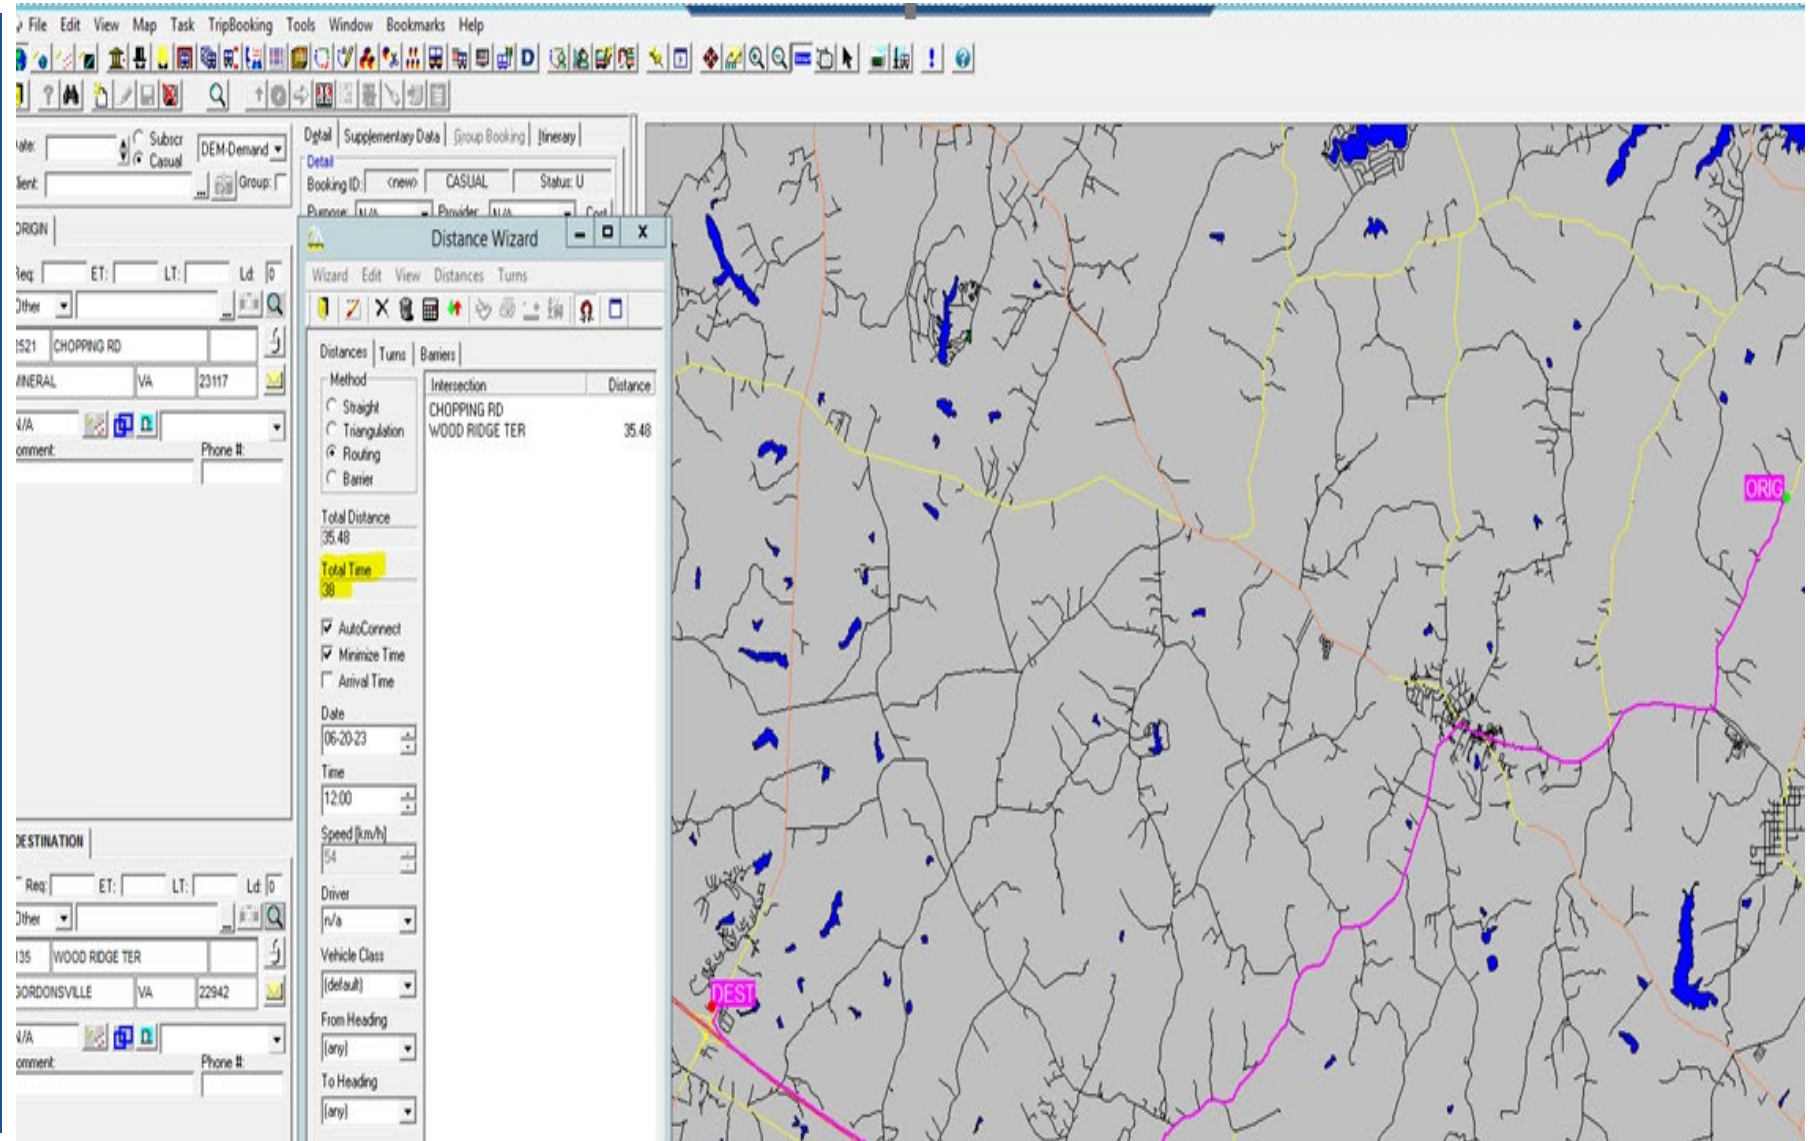 File Edit View Map Task TripBooking Tools Window Bookmarks Help
D
ate: Subscr Casual DEM-Demand
lient: Group:
Detail Supplementary Data Group Booking Itinerary
Detail
Booking ID: <new> CASUAL Status: U
Purpose: N/A Provider: N/A Cost
ORIGIN
Req: ET: LT: Ld: 0
Other
2521 CHOPPING RD
MINERAL VA 23117
N/A
omment: Phone #:
DESTINATION
Req: ET: LT: Ld: 0
Other
135 WOOD RIDGE TER
GORDONSVILLE VA 22942
N/A
omment: Phone #:
Distance Wizard
Wizard Edit View Distances Turns
Distances Turns Barriers
Method
Straight
Triangulation
Routing
Barrier
Intersection Distance
CHOPPING RD
WOOD RIDGE TER 35.48
Total Distance
35.48
Total Time
38
AutoConnect
Minimize Time
Arrival Time
Date
06-20-23
Time
12:00
Speed [km/h]
54
Driver
n/a
Vehicle Class
(default)
From Heading
(any)
To Heading
(any)
ORIG
DEST